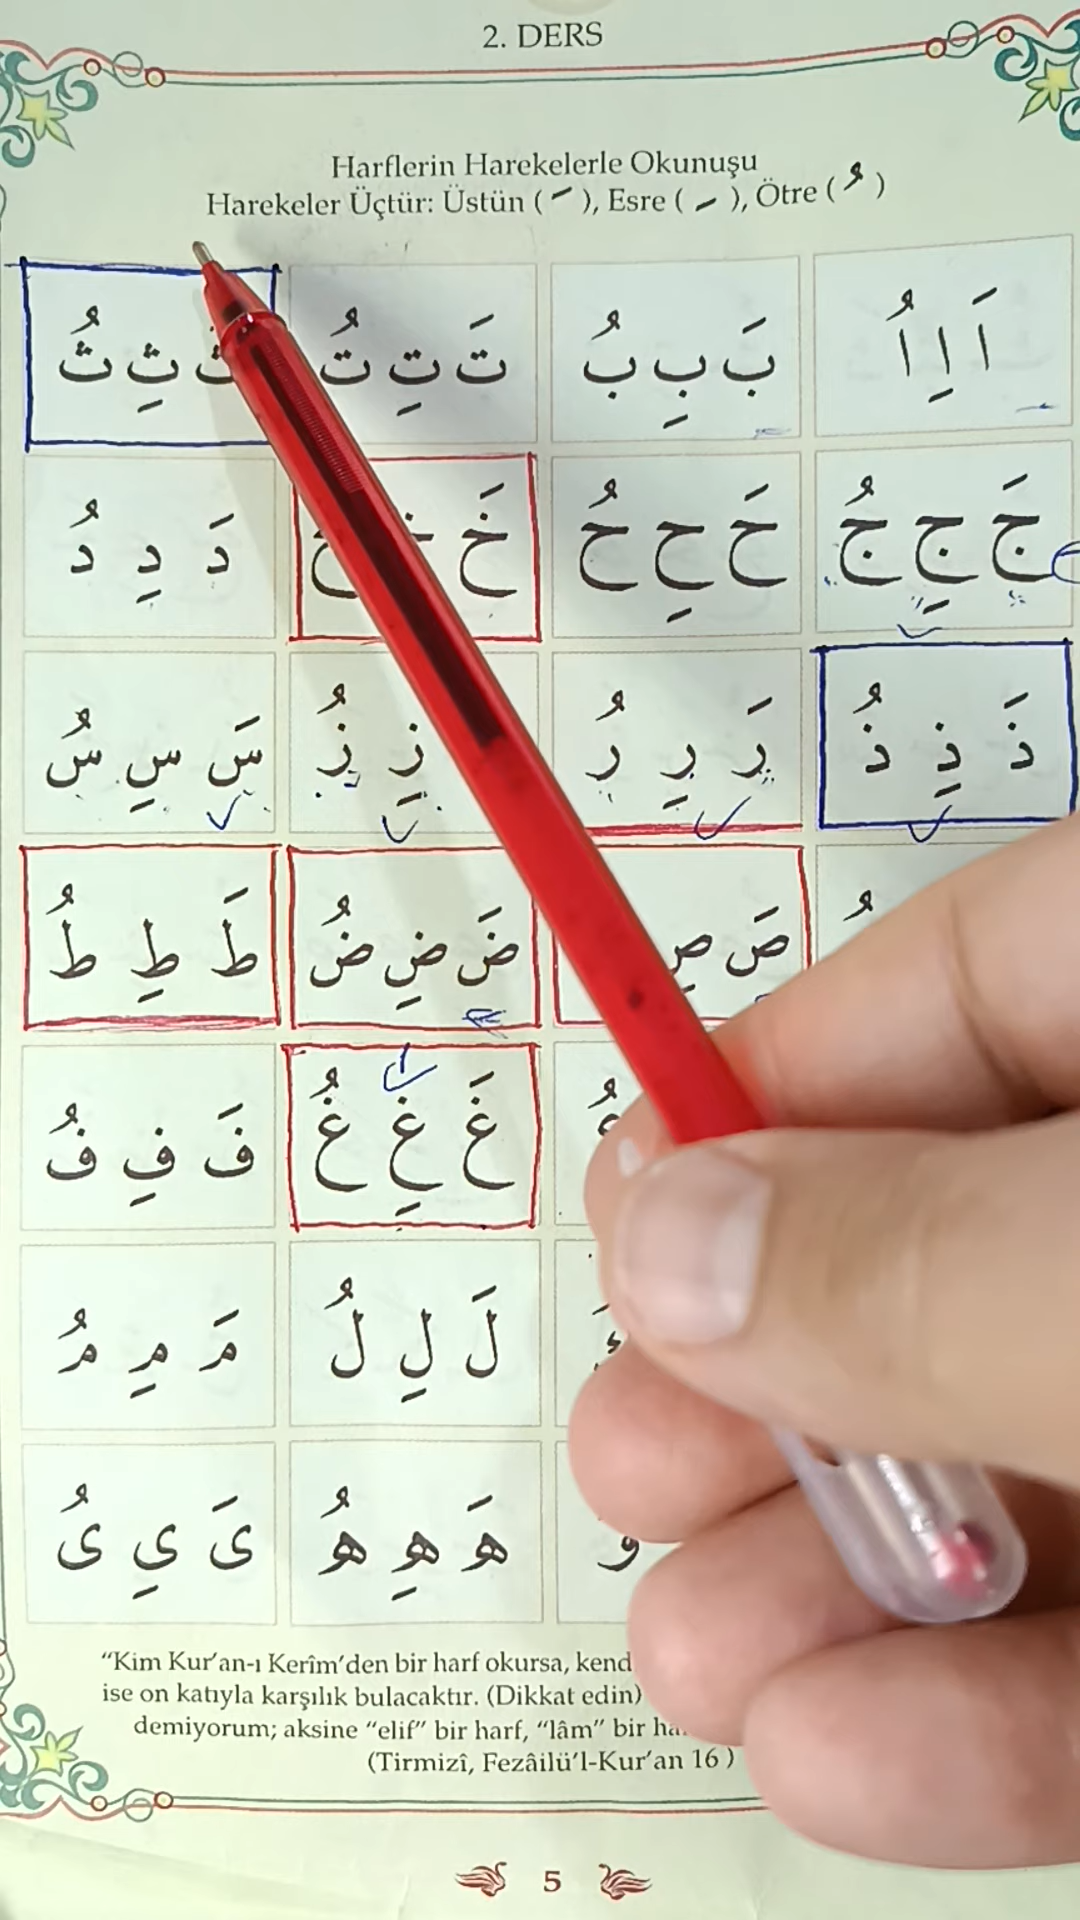 2. DERS
Harflerin Harekelerle Okunuşu
Harekeler Üçtür: Üstün ( َ ), Esre ( ِ ), Ötre ( ُ )
اَ اِ اُ بَ بِ بُ تَ تِ تُ ثِ ثُ
جَ جِ جُ حَ حِ حُ خَ دَ دِ دُ
ذَ ذِ ذُ رَ رِ رُ زِ زُ سَ سِ سُ
صَ صِ ضَ ضِ ضُ طَ طِ طُ
غَ غِ غُ فَ فِ فُ
لَ لِ لُ مَ مِ مُ
هَ هِ هُ ىَ ىِ ىُ
“Kim Kur’an-ı Kerîm’den bir harf okursa,
ise on katıyla karşılık bulacaktır. (Dikkat edin)
demiyorum; aksine “elif” bir harf, “lâm” bir
(Tirmizî, Fezâilü’l-Kur’an 16 )
5